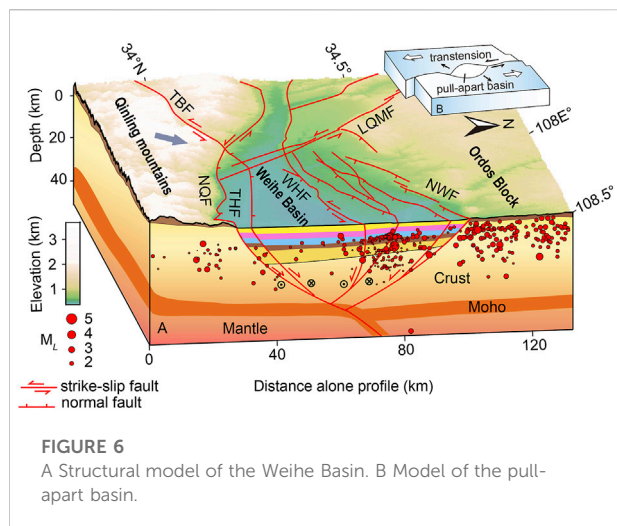 34°N
34.5°
transtension
pull-apart basin
B
N
108E°
108.5°
Depth (km)
0
20
40
Qinling mountains
TBF
NQF
THF
Weihe Basin
WHF
LQMF
NWF
Ordos Block
Elevation (km)
3
2
1
Crust
Moho
Mantle
A
M_L
5
4
3
2
0
40
80
120
Distance alone profile (km)
strike-slip fault
normal fault
FIGURE 6
A Structural model of the Weihe Basin. B Model of the pull-
apart basin.